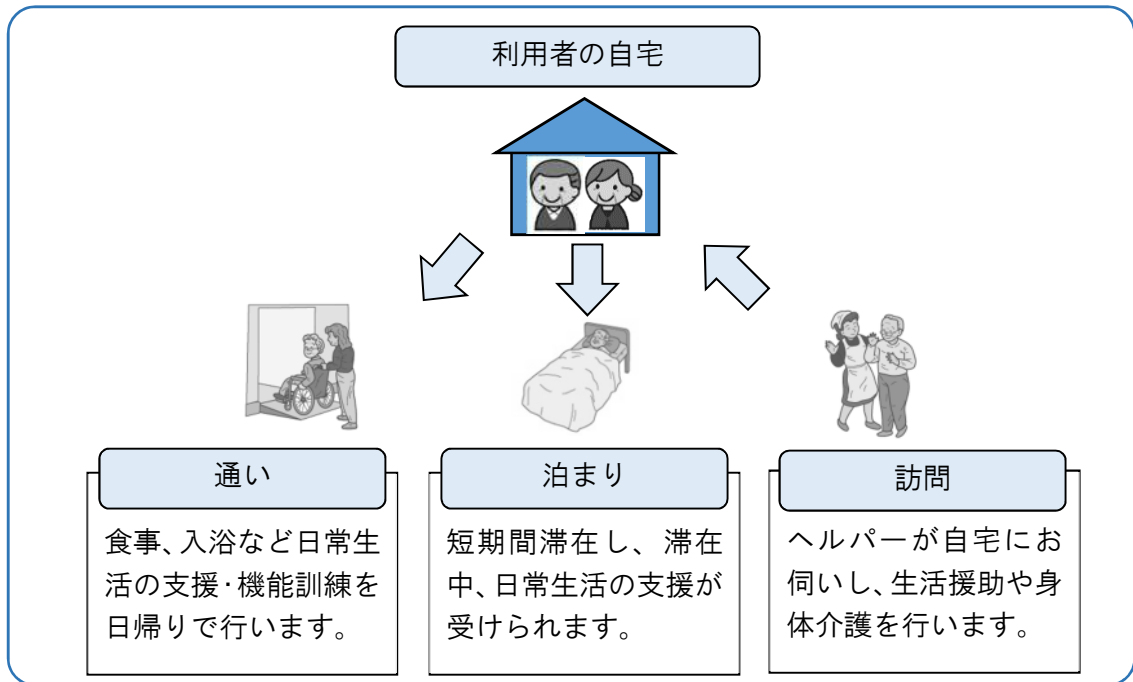 利用者の自宅
通い
食事、入浴など日常生
活の支援・機能訓練を
日帰りで行います。
泊まり
短期間滞在し、滞在
中、日常生活の支援が
受けられます。
訪問
ヘルパーが自宅にお
伺いし、生活援助や身
体介護を行います。